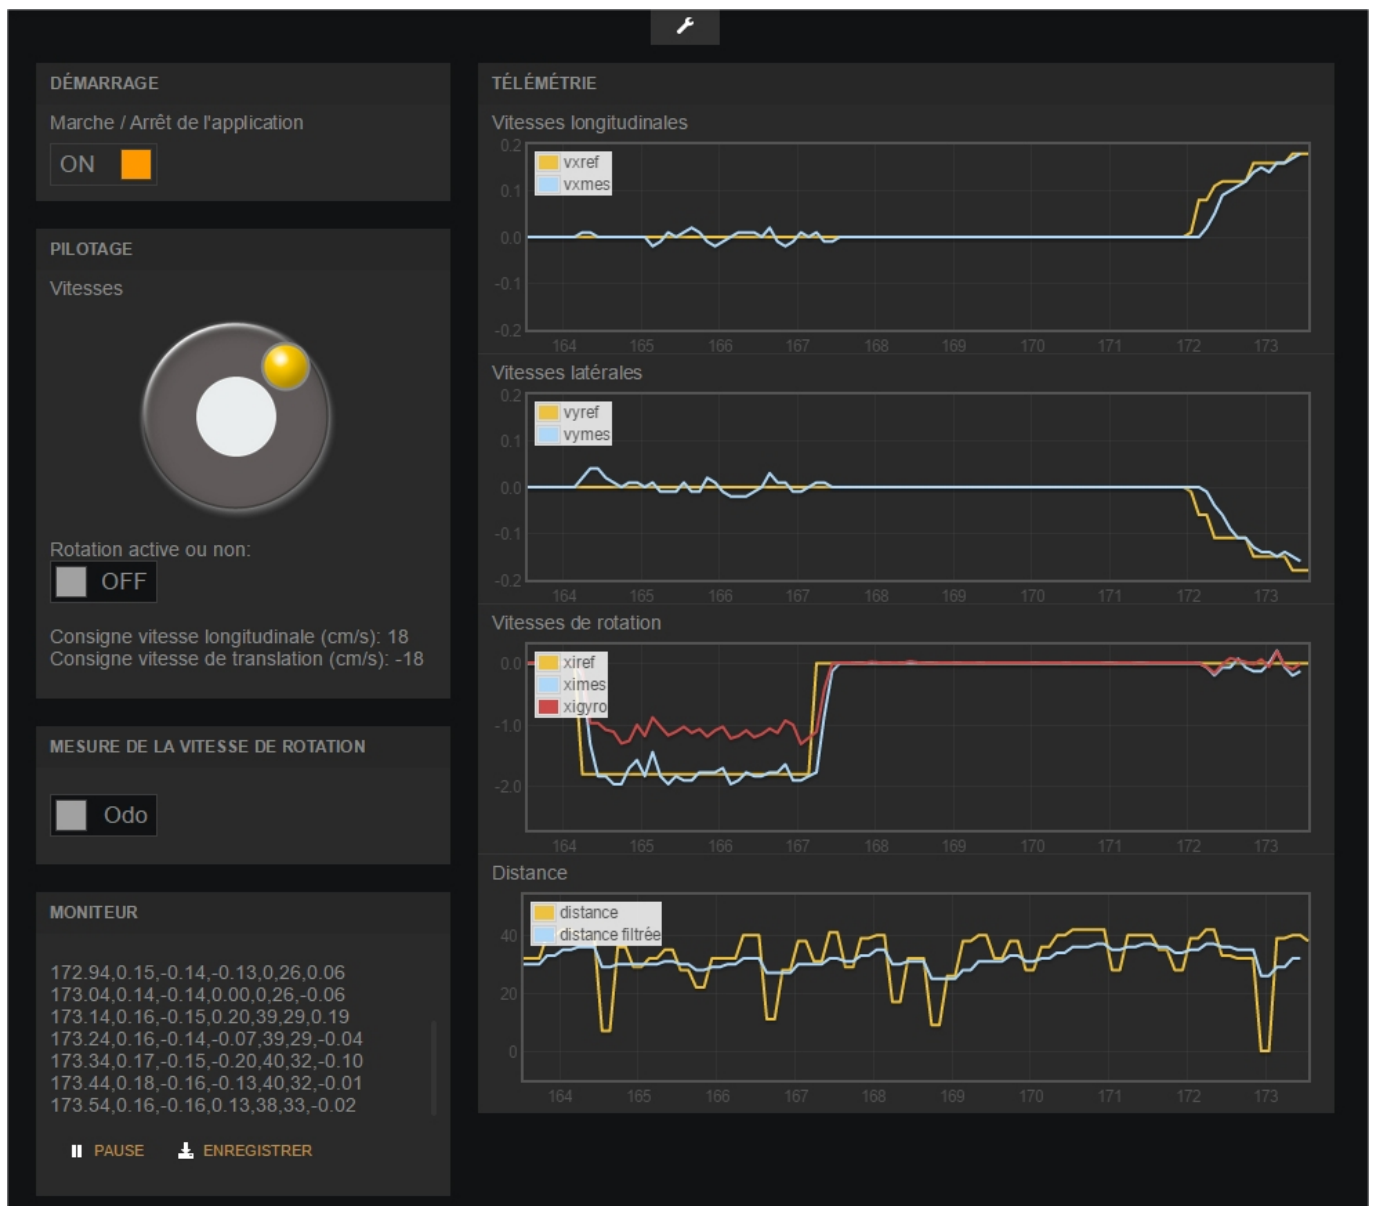 DÉMARRAGE
Marche / Arrêt de l'application
ON
PILOTAGE
Vitesses
Rotation active ou non:
OFF
Consigne vitesse longitudinale (cm/s): 18
Consigne vitesse de translation (cm/s): -18
MESURE DE LA VITESSE DE ROTATION
Odo
MONITEUR
172.94,0.15,-0.14,-0.13,0,26,0.06
173.04,0.14,-0.14,0.00,0,26,-0.06
173.14,0.16,-0.15,0.20,39,29,0.19
173.24,0.16,-0.14,-0.07,39,29,-0.04
173.34,0.17,-0.15,-0.20,40,32,-0.10
173.44,0.18,-0.16,-0.13,40,32,-0.01
173.54,0.16,-0.16,0.13,38,33,-0.02
PAUSE ENREGISTRER
TÉLÉMÉTRIE
Vitesses longitudinales
vxref
vxmes
0.2
0.1
0.0
-0.1
-0.2
164 165 166 167 168 169 170 171 172 173
Vitesses latérales
vyref
vymes
0.2
0.1
0.0
-0.1
-0.2
164 165 166 167 168 169 170 171 172 173
Vitesses de rotation
xiref
ximes
xigyro
0.0
-1.0
-2.0
164 165 166 167 168 169 170 171 172 173
Distance
distance
distance filtrée
40
20
0
164 165 166 167 168 169 170 171 172 173